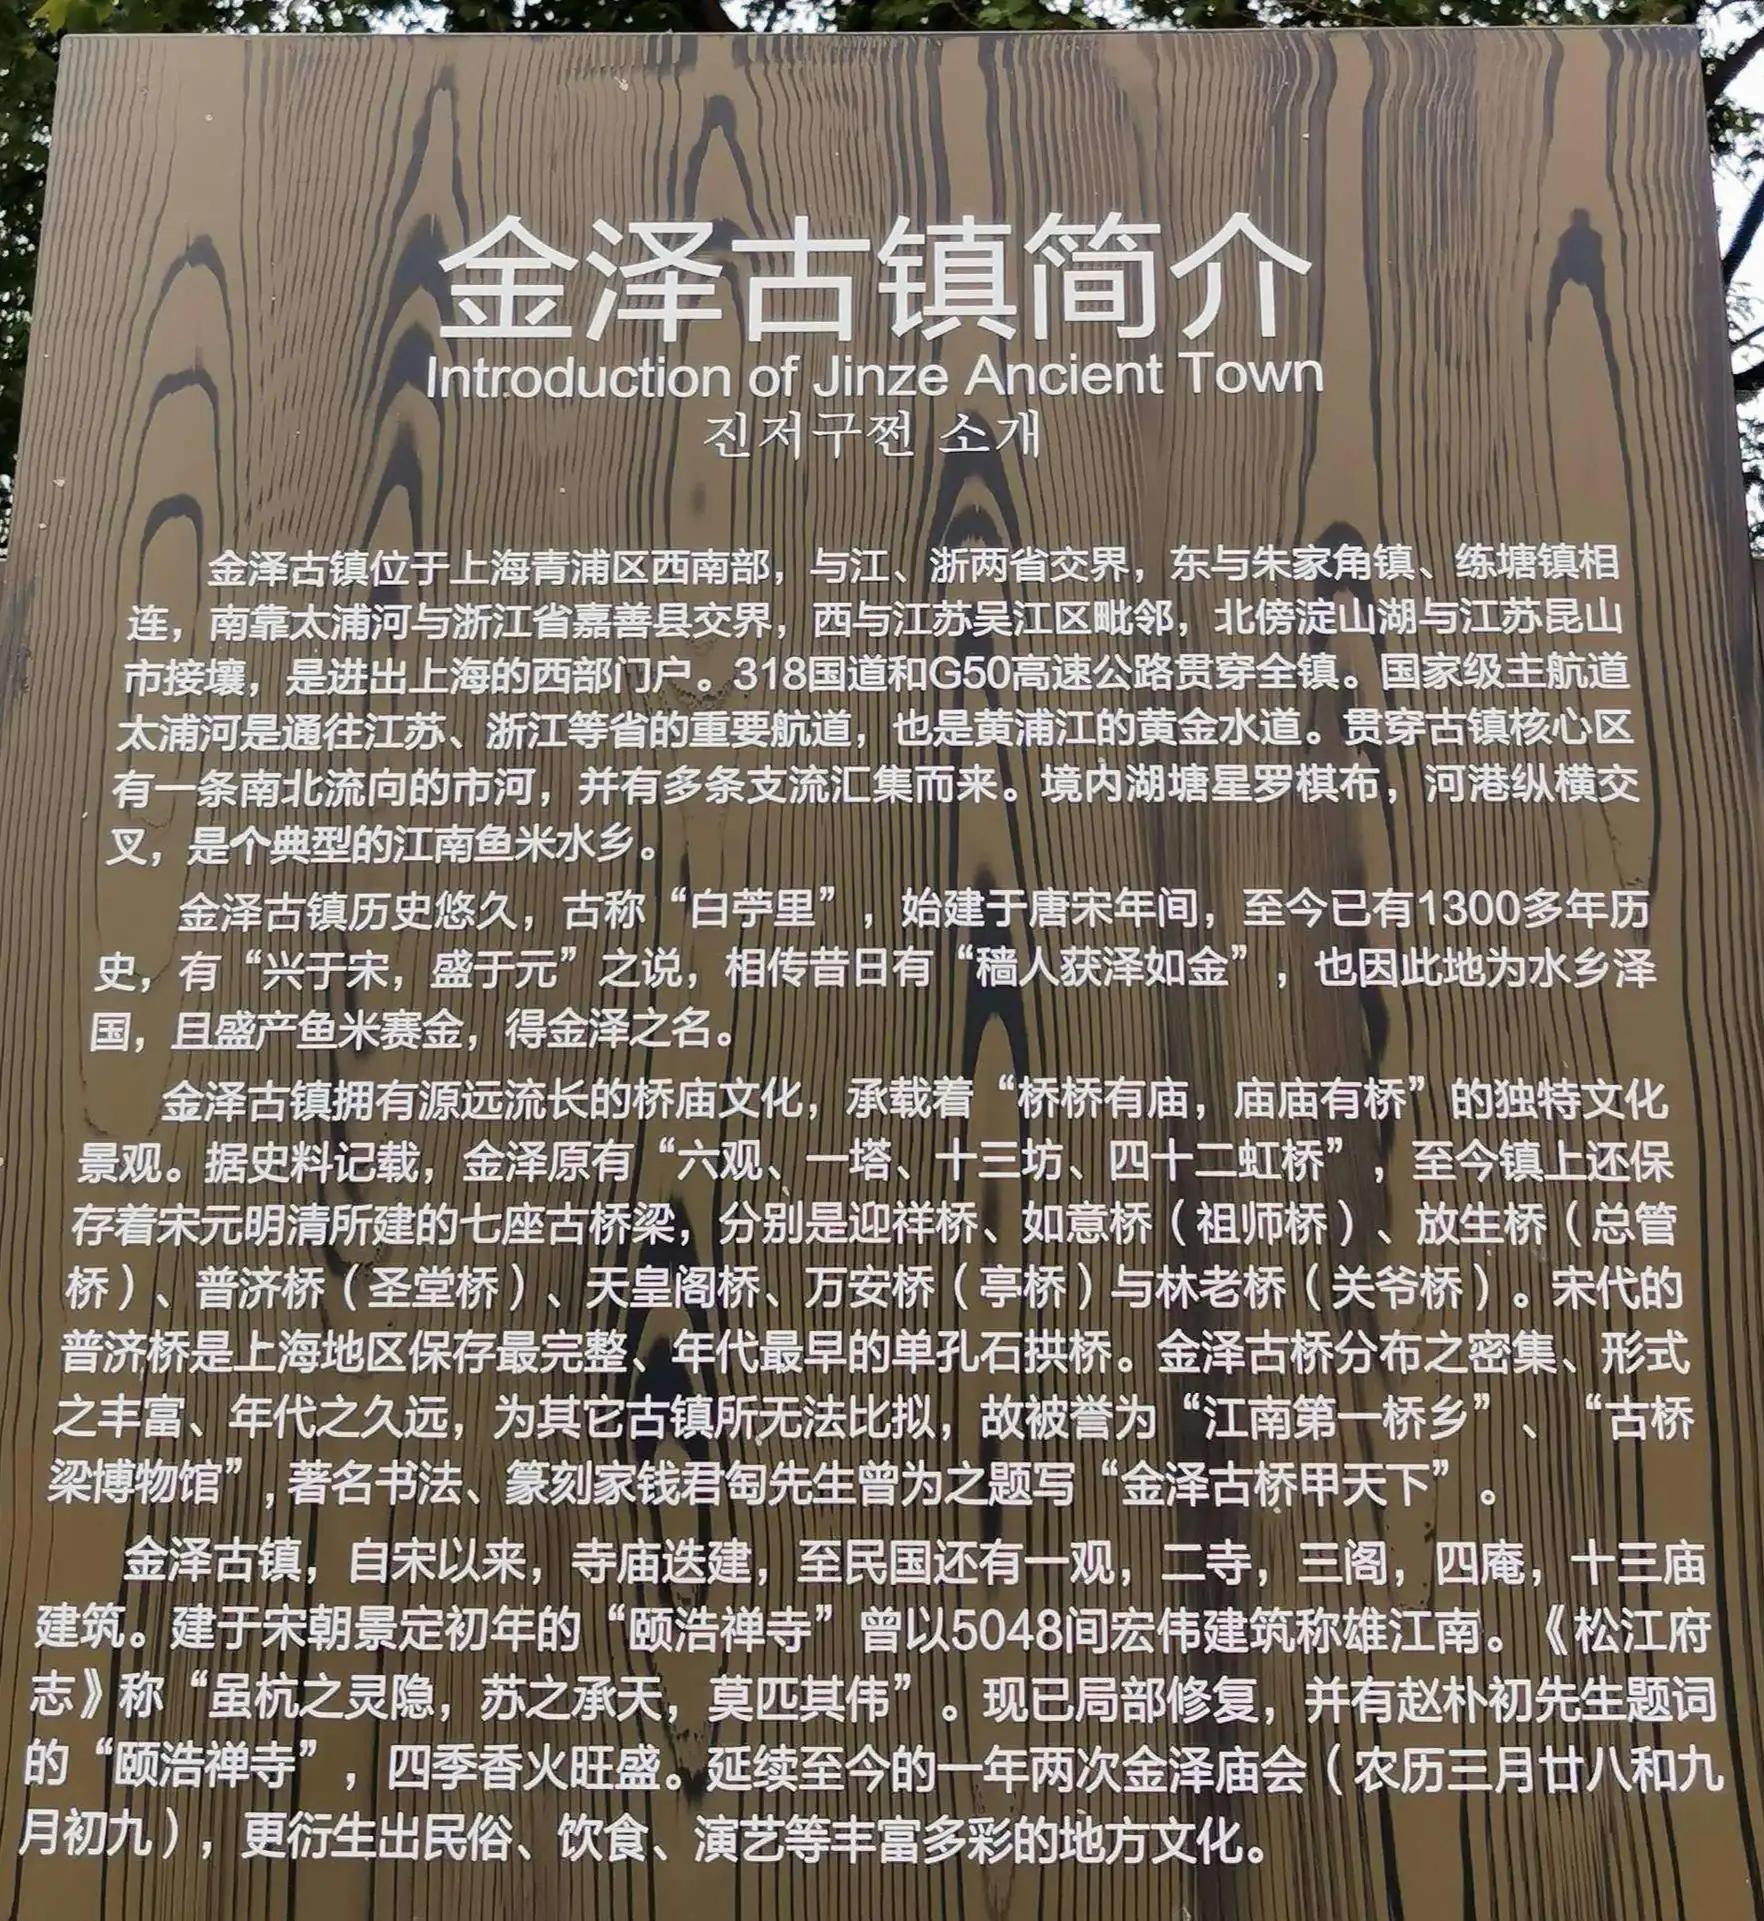 金泽古镇简介
Introduction of Jinze Ancient Town
진저구쩐 소개
金泽古镇位于上海青浦区西南部，与江、浙两省交界，东与朱家角镇、练塘镇相
连，南靠太浦河与浙江省嘉善县交界，西与江苏吴江区毗邻，北傍淀山湖与江苏昆山
市接壤，是进出上海的西部门户。318国道和G50高速公路贯穿全镇。国家级主航道
太浦河是通往江苏、浙江等省的重要航道，也是黄浦江的黄金水道。贯穿古镇核心区
有一条南北流向的市河，并有多条支流汇集而来。境内湖塘星罗棋布，河港纵横交
叉，是个典型的江南鱼米水乡。
金泽古镇历史悠久，古称“白苧里”，始建于唐宋年间，至今已有1300多年历
史，有“兴于宋，盛于元”之说，相传昔日有“穑人获泽如金”，也因此地为水乡泽
国，且盛产鱼米赛金，得金泽之名。
金泽古镇拥有源远流长的桥庙文化，承载着“桥桥有庙，庙庙有桥”的独特文化
景观。据史料记载，金泽原有“六观、一塔、十三坊、四十二虹桥”，至今镇上还保
存着宋元明清所建的七座古桥梁，分别是迎祥桥、如意桥（祖师桥）、放生桥（总管
桥）、普济桥（圣堂桥）、天皇阁桥、万安桥（亭桥）与林老桥（关爷桥）。宋代的
普济桥是上海地区保存最完整、年代最早的单孔石拱桥。金泽古桥分布之密集、形式
之丰富、年代之久远，为其它古镇所无法比拟，故被誉为“江南第一桥乡”、“古桥
梁博物馆”，著名书法、篆刻家钱君匋先生曾为之题写“金泽古桥甲天下”。
金泽古镇，自宋以来，寺庙迭建，至民国还有一观，二寺，三阁，四庵，十三庙
建筑。建于宋朝景定初年的“颐浩禅寺”曾以5048间宏伟建筑称雄江南。《松江府
志》称“虽杭之灵隐，苏之承天，莫匹其伟”。现已局部修复，并有赵朴初先生题词
的“颐浩禅寺”，四季香火旺盛。延续至今的一年两次金泽庙会（农历三月廿八和九
月初九），更衍生出民俗、饮食、演艺等丰富多彩的地方文化。